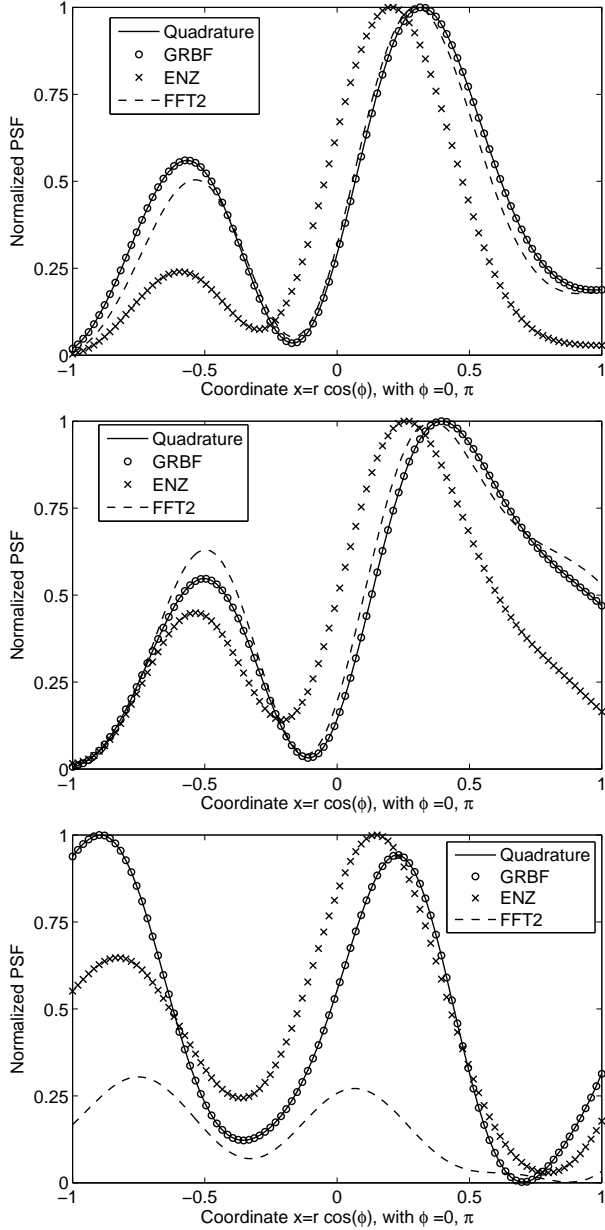 1
0.75
0.5
0.25
0
Normalized PSF
Quadrature
GRBF
ENZ
FFT2
−1
−0.5
0
0.5
1
Coordinate x=r cos(ϕ), with ϕ =0, π
1
0.75
0.5
0.25
0
Normalized PSF
Quadrature
GRBF
ENZ
FFT2
−1
−0.5
0
0.5
1
Coordinate x=r cos(ϕ), with ϕ =0, π
1
0.75
0.5
0.25
0
Normalized PSF
Quadrature
GRBF
ENZ
FFT2
−1
−0.5
0
0.5
1
Coordinate x=r cos(ϕ), with ϕ =0, π